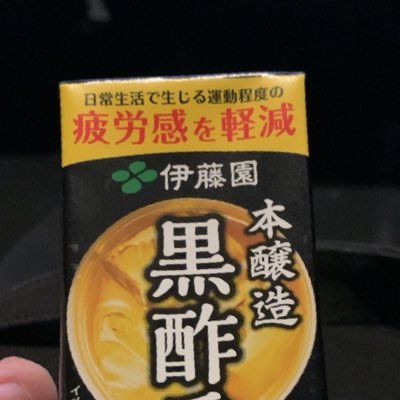 日常生活で生じる運動程度の
疲労感を軽減
伊藤園
本醸造
黒酢